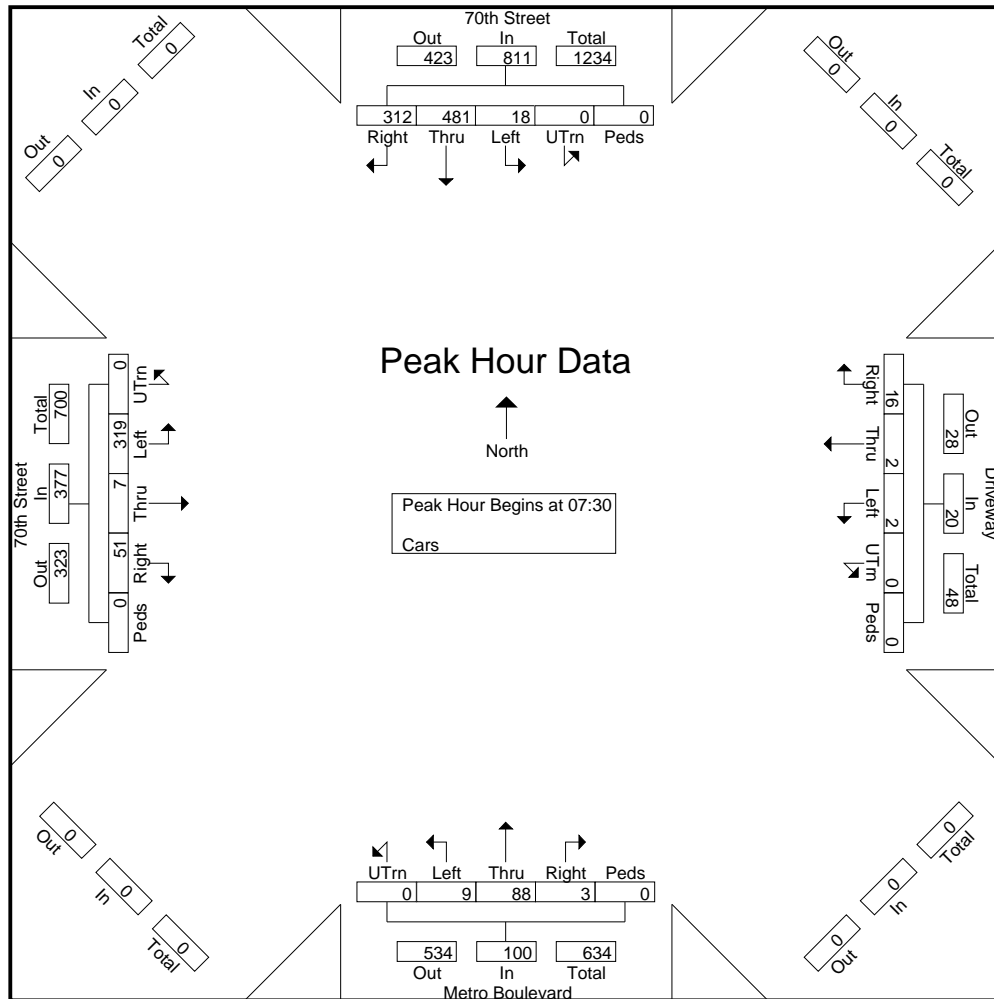 70th Street
Out In Total
423 811 1234
312 481 18 0 0
Right Thru Left UTrn Peds
Total 0
In 0
Out 0
Out 0
In 0
Total 0
Peak Hour Data
North
Peak Hour Begins at 07:30
Cars
70th Street
Total In Out
700 377 323
0 319 7 51 0
UTrn Left Thru Right Peds
Driveway
Out In Total
28 20 48
16 2 2 0 0
Right Thru Left UTrn Peds
Out 0
In 0
Total 0
Total 0
In 0
Out 0
UTrn Left Thru Right Peds
0 9 88 3 0
534 100 634
Out In Total
Metro Boulevard